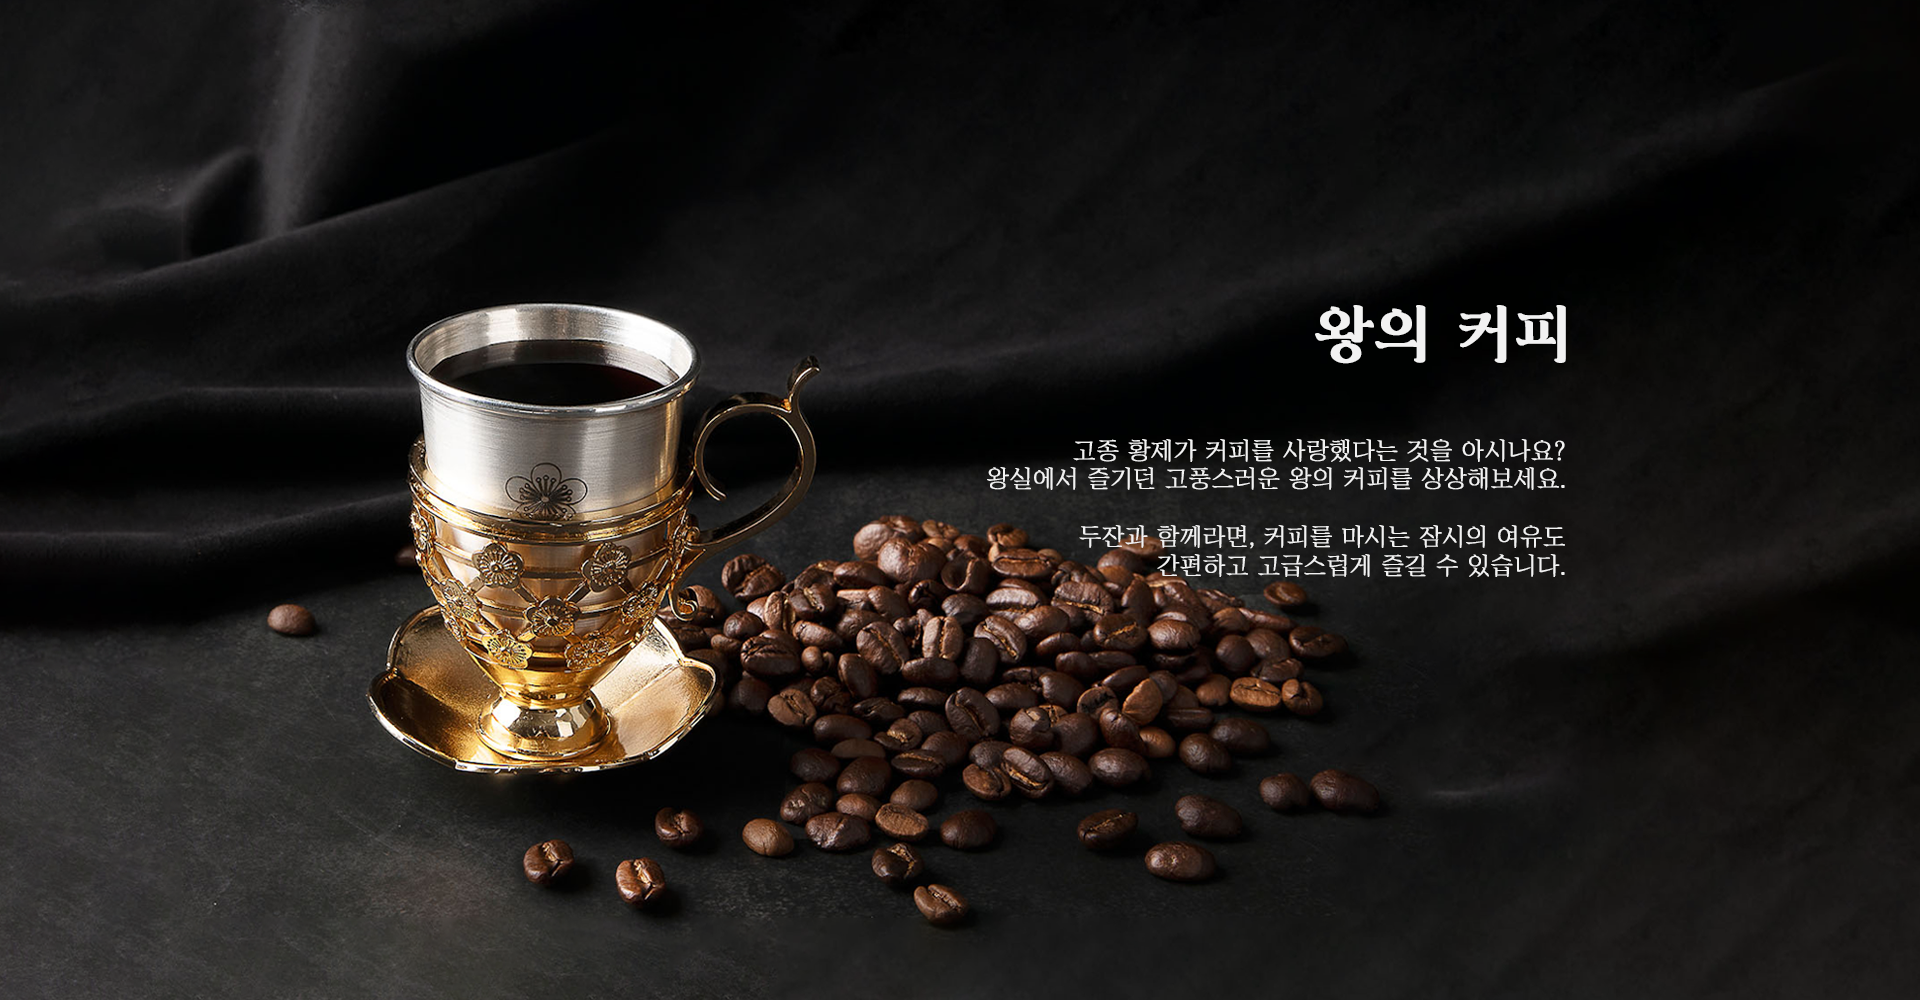 왕의 커피
고종 황제가 커피를 사랑했다는 것을 아시나요?
왕실에서 즐기던 고풍스러운 왕의 커피를 상상해보세요.
두잔과 함께라면, 커피를 마시는 잠시의 여유도
간편하고 고급스럽게 즐길 수 있습니다.